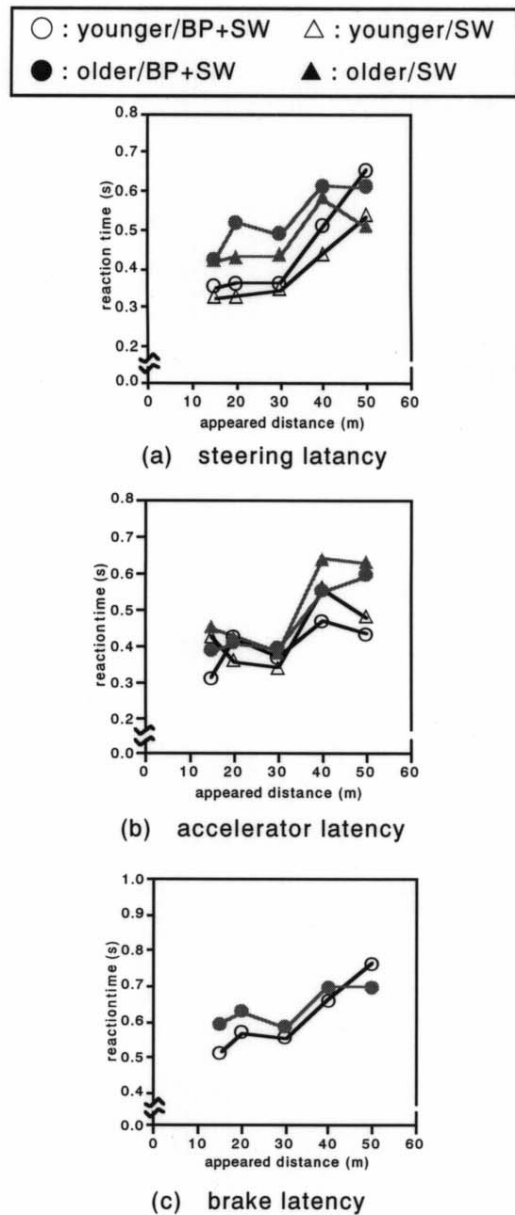 ○ : younger/BP+SW △ : younger/SW
● : older/BP+SW ▲ : older/SW
0.8
0.7
0.6
0.5
0.4
0.3
0.2
0.0
reaction time (s)
0 10 20 30 40 50 60
appeared distance (m)
(a) steering latancy
0.8
0.7
0.6
0.5
0.4
0.3
0.2
0.0
reactiontime (s)
0 10 20 30 40 50 60
appeared distance (m)
(b) accelerator latency
1.0
0.9
0.8
0.7
0.6
0.5
0.4
0.0
reactiontime (s)
0 10 20 30 40 50 60
appeared distance (m)
(c) brake latency